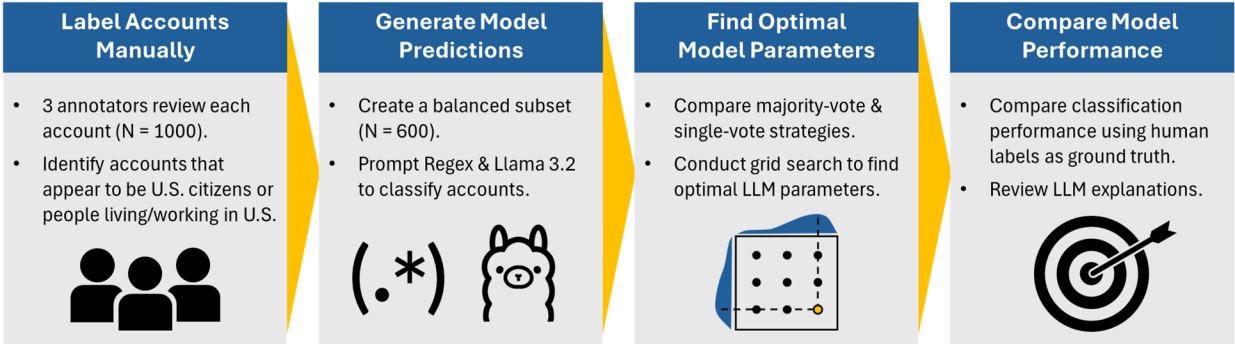 Label Accounts
Manually
• 3 annotators review each
account (N = 1000).
• Identify accounts that
appear to be U.S. citizens or
people living/working in U.S.
Generate Model
Predictions
• Create a balanced subset
(N = 600).
• Prompt Regex & Llama 3.2
to classify accounts.
(.*)
Find Optimal
Model Parameters
• Compare majority-vote &
single-vote strategies.
• Conduct grid search to find
optimal LLM parameters.
Compare Model
Performance
• Compare classification
performance using human
labels as ground truth.
• Review LLM explanations.